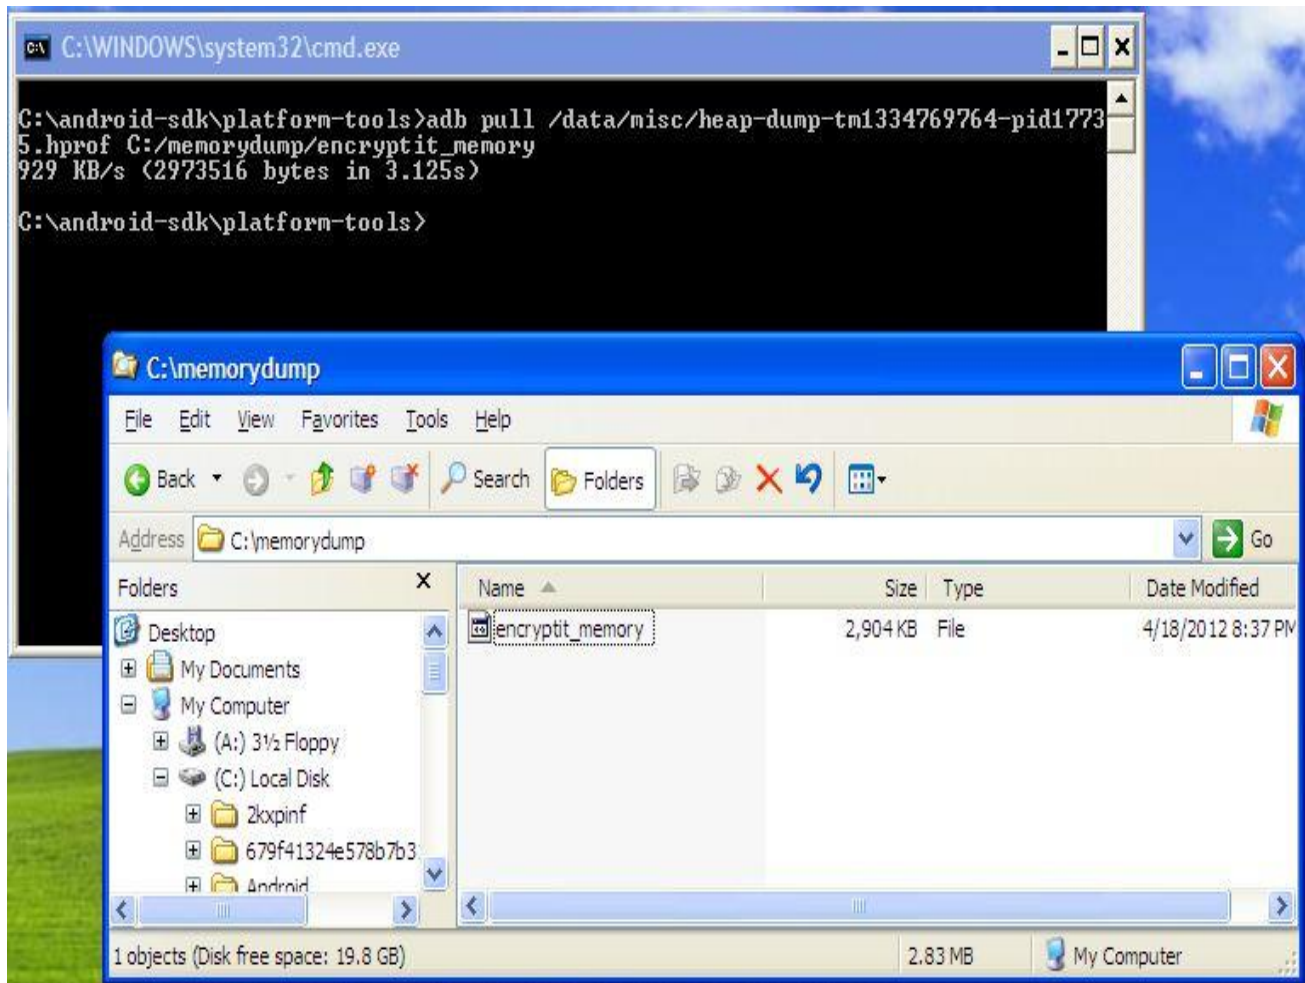 C:\WINDOWS\system32\cmd.exe
C:\android-sdk\platform-tools>adb pull /data/misc/heap-dump-tm1334769764-pid1773
5.hprof C:/memorydump/encryptit_memory
929 KB/s (2973516 bytes in 3.125s)
C:\android-sdk\platform-tools>
C:\memorydump
File Edit View Favorites Tools Help
Back Search Folders
Address C:\memorydump Go
Folders X Name Size Type Date Modified
Desktop encryptit_memory 2,904 KB File 4/18/2012 8:37 PM
My Documents
My Computer
(A:) 3½ Floppy
(C:) Local Disk
2kxpinf
679f41324e578b7b3
Android
1 objects (Disk free space: 19.8 GB) 2.83 MB My Computer